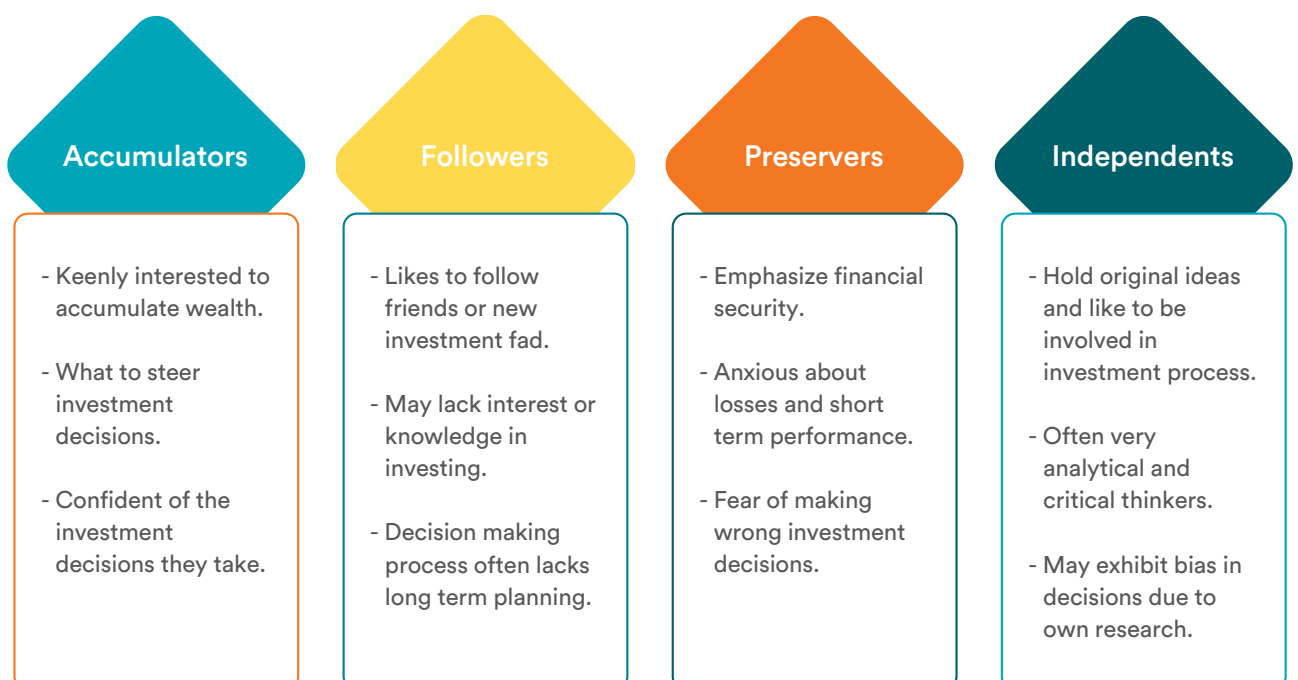 Accumulators
- Keenly interested to
accumulate wealth.
- What to steer
investment
decisions.
- Confident of the
investment
decisions they take.
Followers
- Likes to follow
friends or new
investment fad.
- May lack interest or
knowledge in
investing.
- Decision making
process often lacks
long term planning.
Preservers
- Emphasize financial
security.
- Anxious about
losses and short
term performance.
- Fear of making
wrong investment
decisions.
Independents
- Hold original ideas
and like to be
involved in
investment process.
- Often very
analytical and
critical thinkers.
- May exhibit bias in
decisions due to
own research.